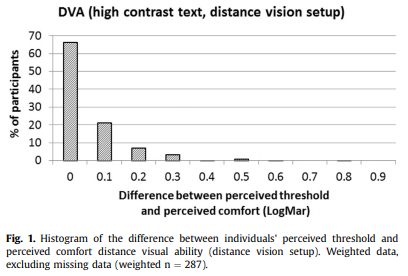 DVA (high contrast text, distance vision setup)
% of participants
70
60
50
40
30
20
10
0
0 0.1 0.2 0.3 0.4 0.5 0.6 0.7 0.8 0.9
Difference between perceived threshold
and perceived comfort (LogMar)
Fig. 1. Histogram of the difference between individuals' perceived threshold and
perceived comfort distance visual ability (distance vision setup). Weighted data,
excluding missing data (weighted n = 287).